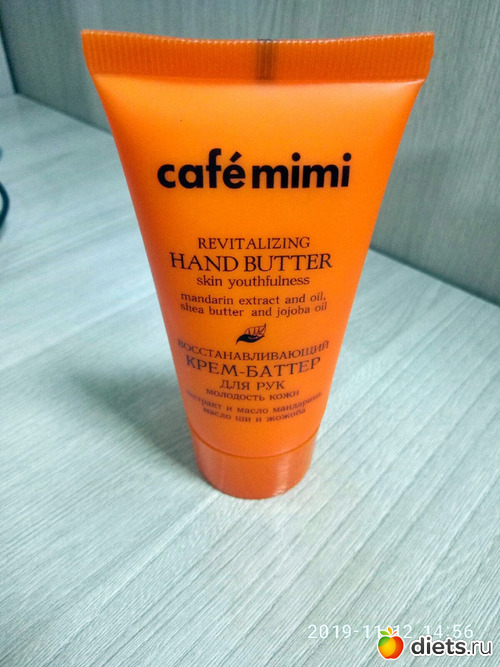 café mimi
REVITALIZING
HAND BUTTER
skin youthfulness
mandarin extract and oil,
shea butter and jojoba oil
ВОССТАНАВЛИВАЮЩИЙ
КРЕМ-БАТТЕР
ДЛЯ РУК
МОЛОДОСТЬ КОЖИ
экстракт и масло мандарина,
масло ши и жожоба
2019-11-12 14:56
diets.ru